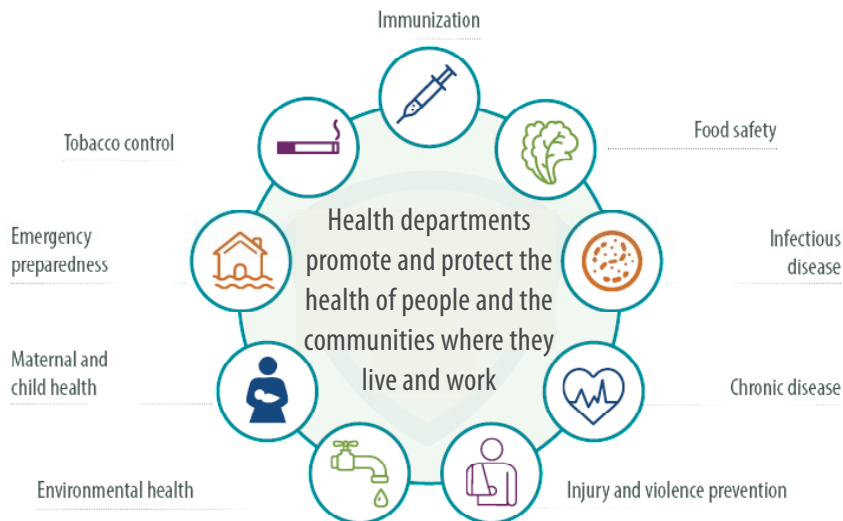 Immunization
Tobacco control
Food safety
Health departments
promote and protect the
health of people and the
communities where they
live and work
Emergency
preparedness
Infectious
disease
Maternal and
child health
Chronic disease
Environmental health
Injury and violence prevention